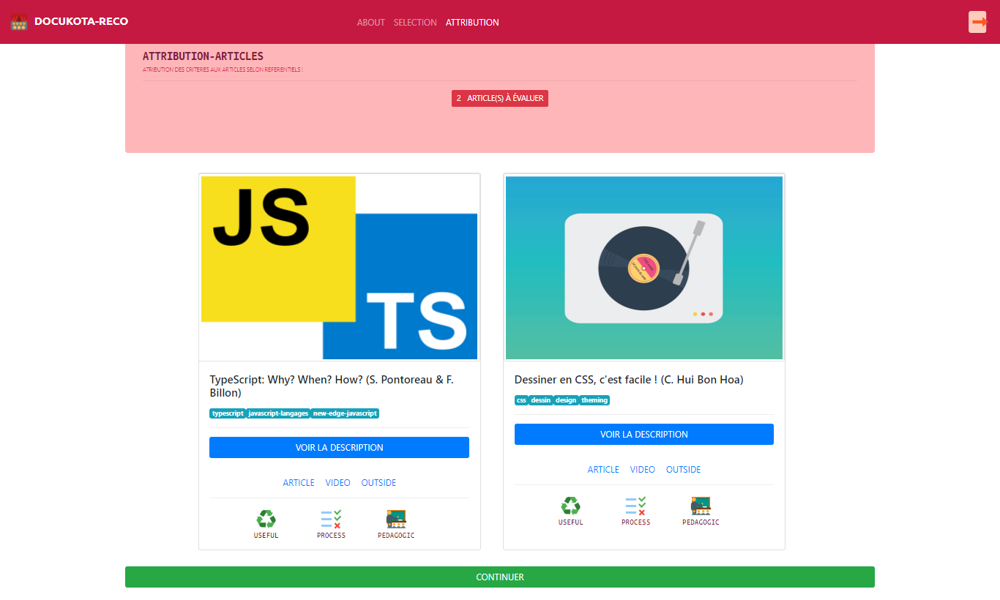 DOCUKOTA-RECO
ABOUT SELECTION ATTRIBUTION
ATTRIBUTION-ARTICLES
ATRIBUTION DES CRITERES AUX ARTICLES SELON REFERENTIELS !
2 ARTICLE(S) À ÉVALUER
JS
TS
TypeScript: Why? When? How? (S. Pontoreau & F.
Billon)
typescript javascript-langages new-edge-javascript
VOIR LA DESCRIPTION
ARTICLE VIDEO OUTSIDE
USEFUL PROCESS PEDAGOGIC
Dessiner en CSS, c'est facile ! (C. Hui Bon Hoa)
css dessin design theming
VOIR LA DESCRIPTION
ARTICLE VIDEO OUTSIDE
USEFUL PROCESS PEDAGOGIC
CONTINUER